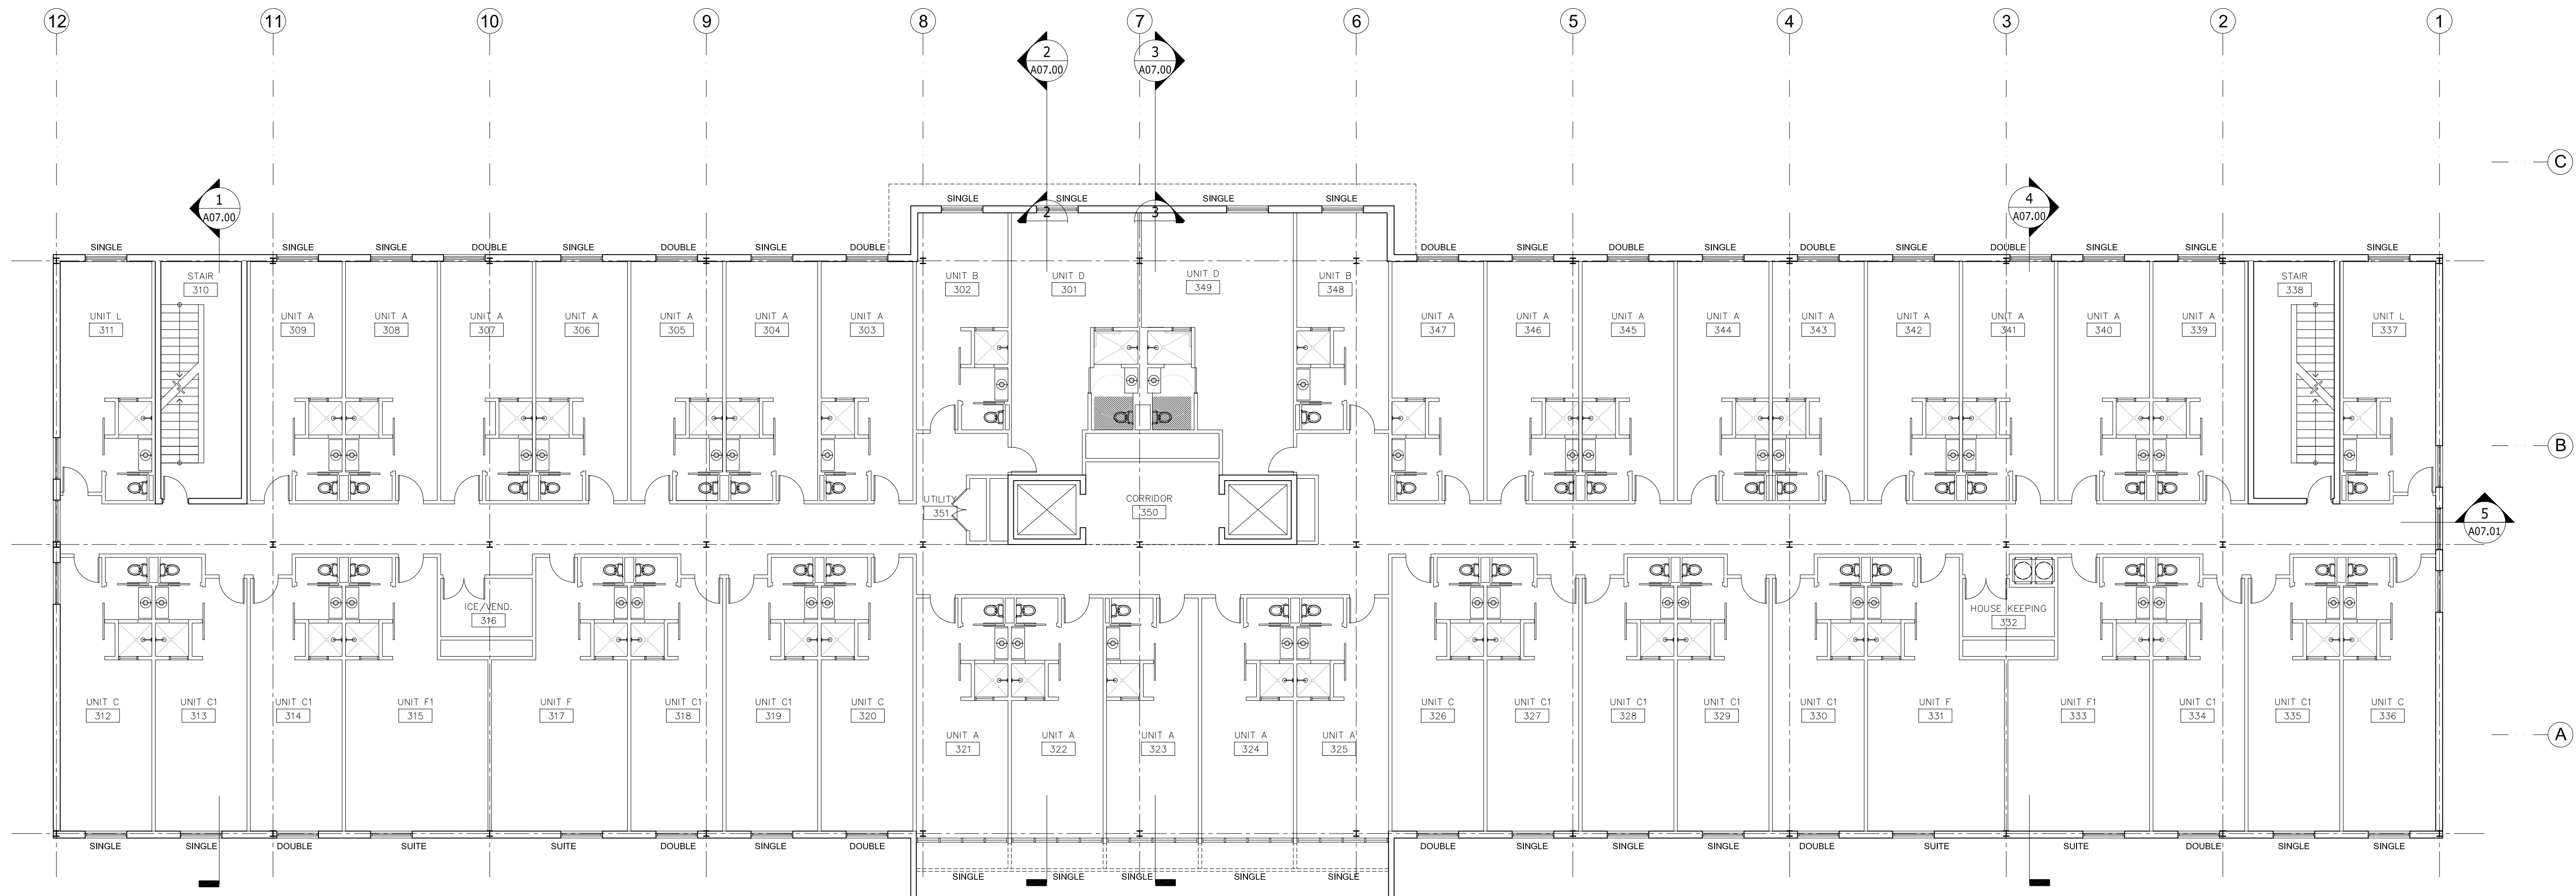 12 11 10 9 8 7 6 5 4 3 2 1
2 3
A07.00 A07.00
C
1 4
A07.00 A07.00
SINGLE SINGLE SINGLE SINGLE
2 3
SINGLE SINGLE SINGLE DOUBLE SINGLE DOUBLE SINGLE DOUBLE DOUBLE SINGLE DOUBLE SINGLE DOUBLE SINGLE DOUBLE SINGLE SINGLE SINGLE
STAIR UNIT B UNIT D UNIT D UNIT B STAIR
310 302 301 349 348 338
UNIT L UNIT A UNIT A UNIT A UNIT A UNIT A UNIT A UNIT A UNIT A UNIT A UNIT A UNIT A UNIT A UNIT A UNIT A UNIT A UNIT A UNIT L
311 309 308 307 306 305 304 303 347 346 345 344 343 342 341 340 339 337
B
UTILITY CORRIDOR
351 350
5
A07.01
ICE/VEND. HOUSE KEEPING
316 332
UNIT C UNIT C1 UNIT C1 UNIT F1 UNIT F UNIT C1 UNIT C1 UNIT C UNIT C UNIT C1 UNIT C1 UNIT C1 UNIT C1 UNIT F UNIT F1 UNIT C1 UNIT C1 UNIT C
312 313 314 315 317 318 319 320 326 327 328 329 330 331 333 334 335 336
UNIT A UNIT A UNIT A UNIT A UNIT A
321 322 323 324 325
A
SINGLE SINGLE DOUBLE SUITE SUITE DOUBLE SINGLE DOUBLE DOUBLE SINGLE SINGLE SINGLE DOUBLE SUITE SUITE DOUBLE SINGLE SINGLE
SINGLE SINGLE SINGLE SINGLE SINGLE